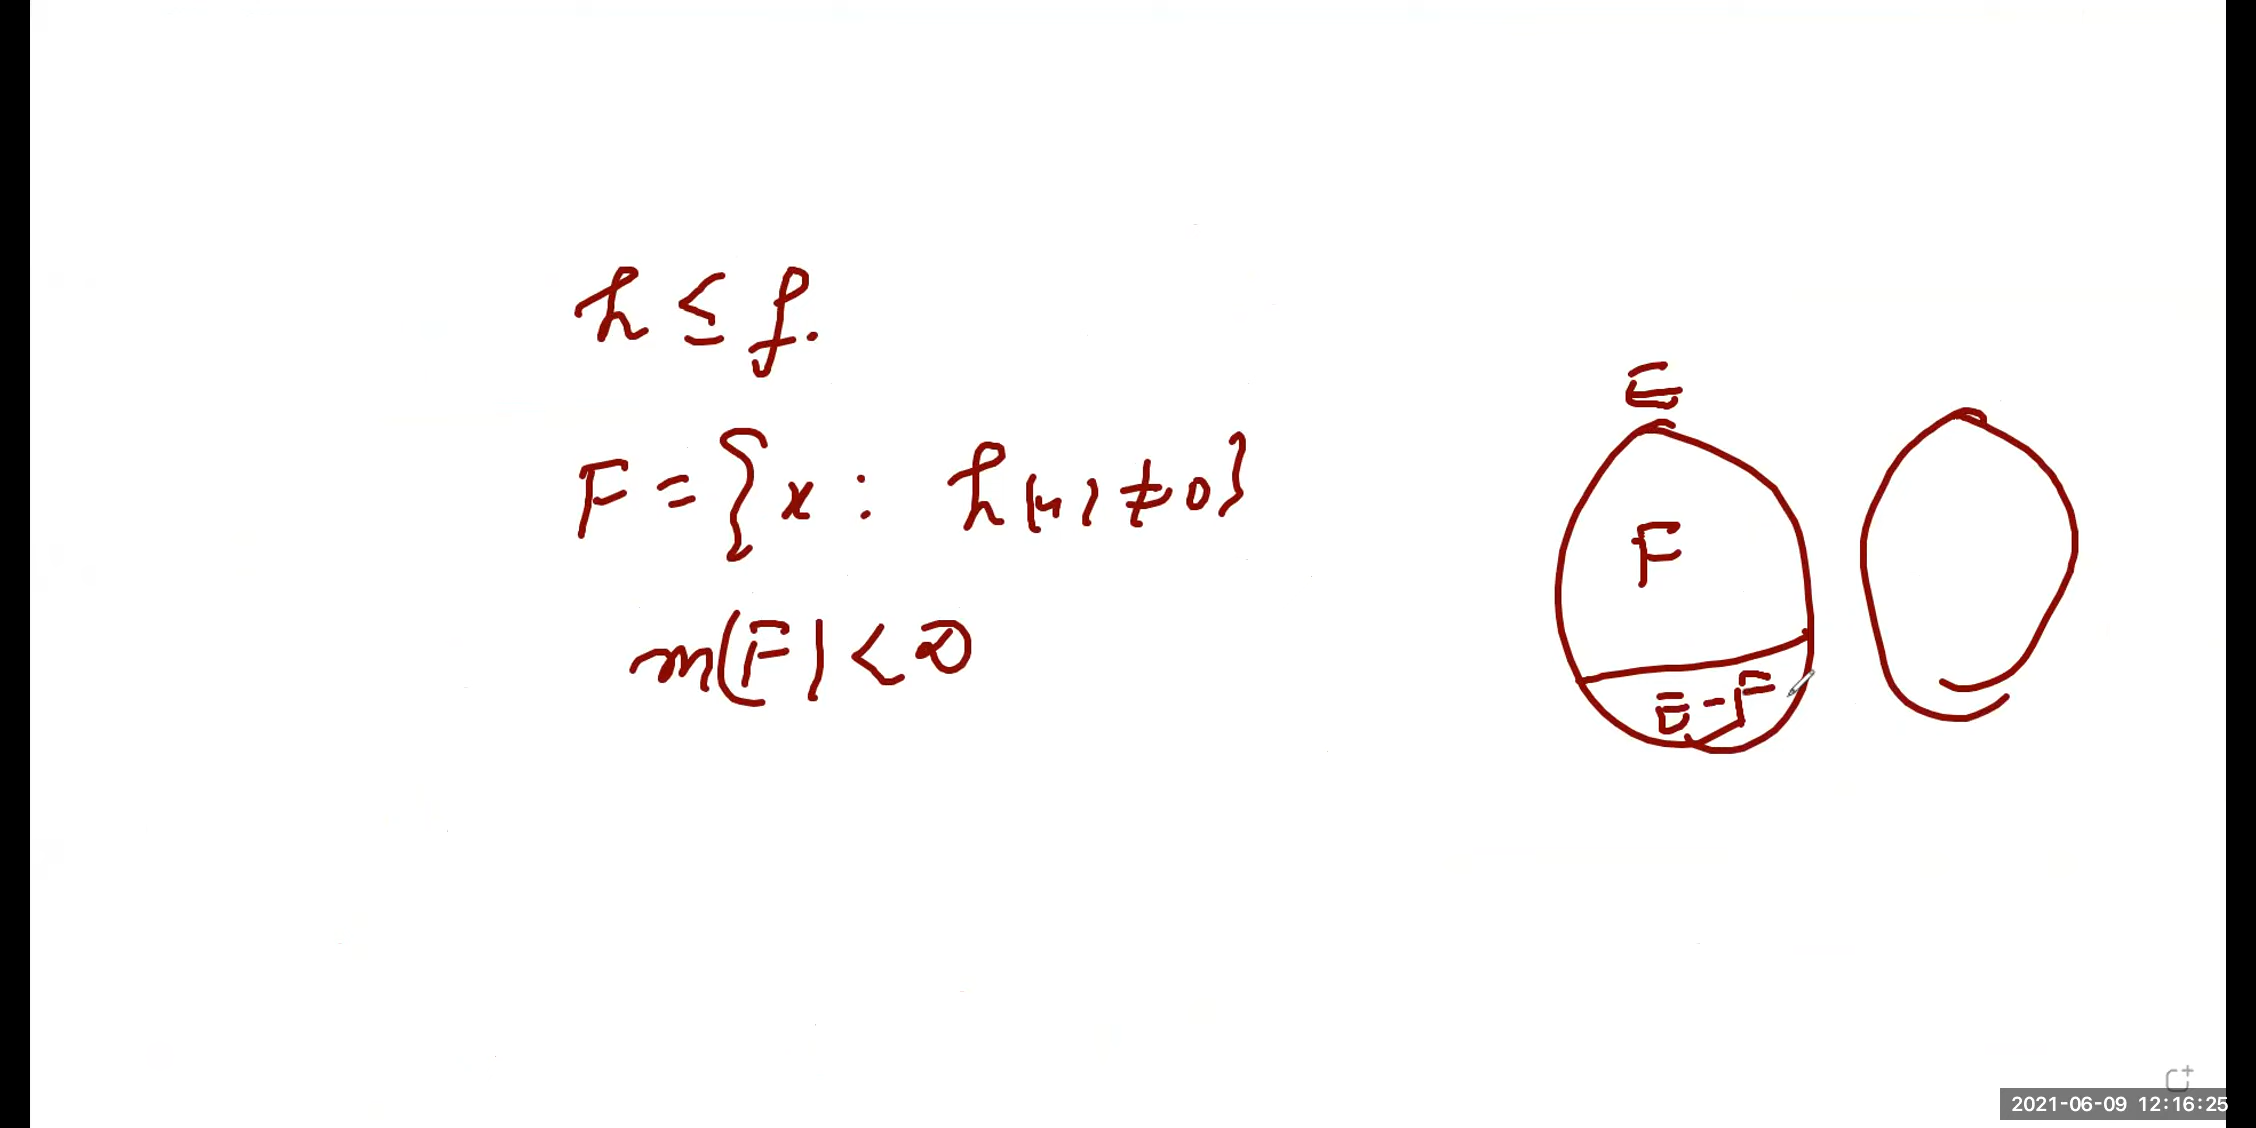 h ≤ f.
F = {x : h(x) ≠ 0}
m(F) < ∞
E
F
E - F
2021-06-09 12:16:25